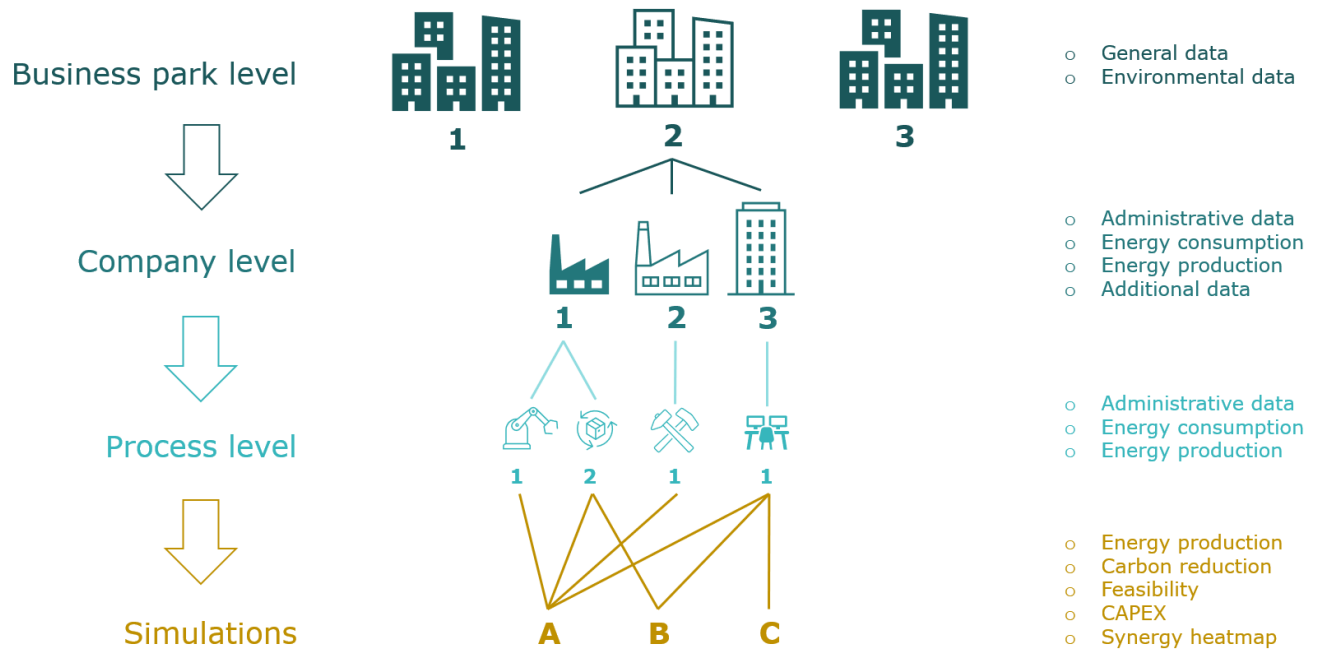 Business park level
1
2
3
o General data
o Environmental data
Company level
1
2
3
o Administrative data
o Energy consumption
o Energy production
o Additional data
Process level
1
2
1
1
o Administrative data
o Energy consumption
o Energy production
Simulations
A
B
C
o Energy production
o Carbon reduction
o Feasibility
o CAPEX
o Synergy heatmap